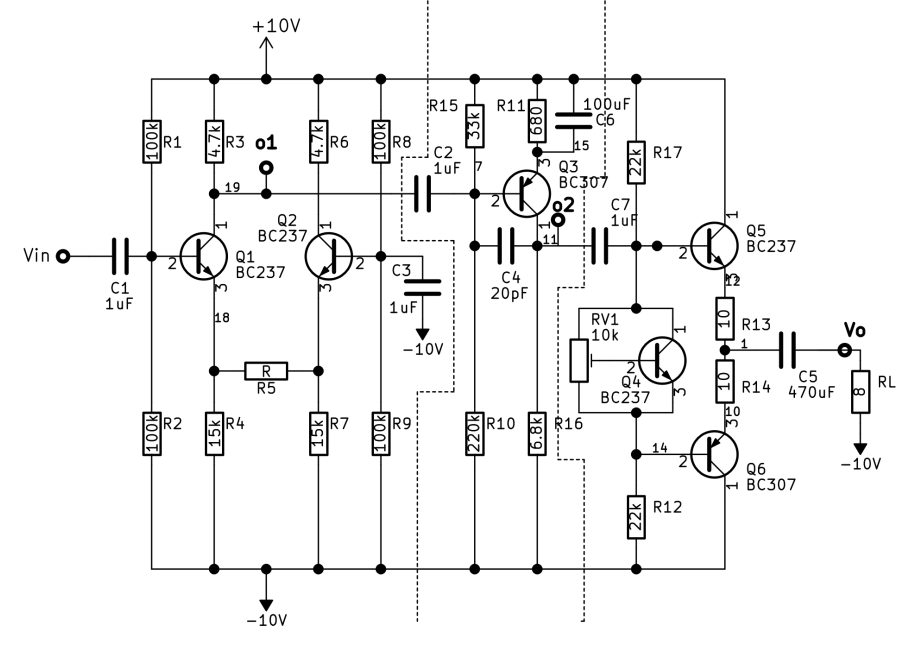 +10V
100k
R1
4.7k
R3
o1
4.7k
R6
100k
R8
R15
33k
R11
680
100uF
C6
15
22k
R17
C2
1uF
7
3
Q3
BC307
2
1
o2
11
C7
1uF
19
Vin
C1
1uF
2
1
Q1
BC237
3
18
Q2
BC237
1
2
3
C3
1uF
-10V
C4
20pF
2
1
Q5
BC237
3
12
10
R13
1
C5
470uF
Vo
8
RL
-10V
RV1
10k
1
2
Q4
BC237
3
10
R14
10
3
R
R5
100k
R2
15k
R4
15k
R7
100k
R9
220k
R10
6.8k
R16
14
2
Q6
BC307
1
22k
R12
-10V